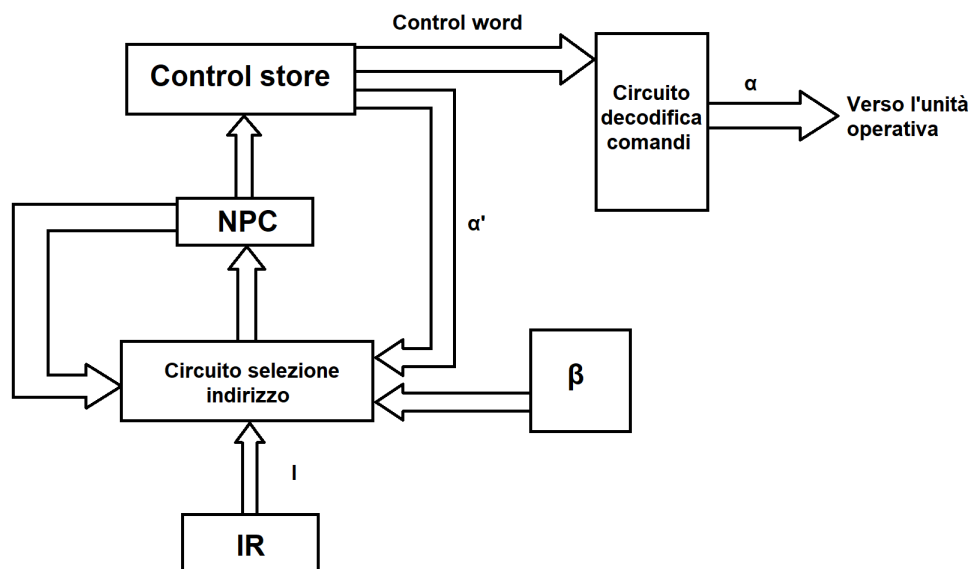 Control word
Control store
Circuito
decodifica
comandi
α
Verso l'unità
operativa
NPC
α'
Circuito selezione
indirizzo
β
I
IR